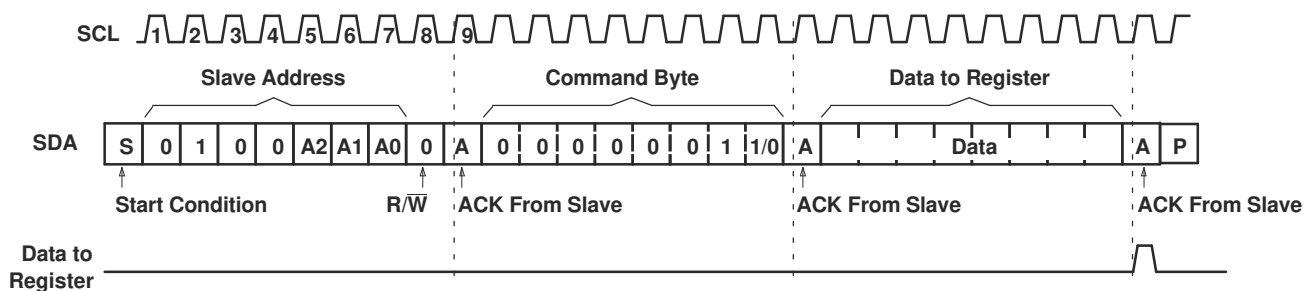 SCL 1 2 3 4 5 6 7 8 9
Slave Address Command Byte Data to Register
SDA S 0 1 0 0 A2 A1 A0 0 A 0 0 0 0 0 0 1 1/0 A Data A P
Start Condition R/W̅ ACK From Slave ACK From Slave ACK From Slave
Data to
Register